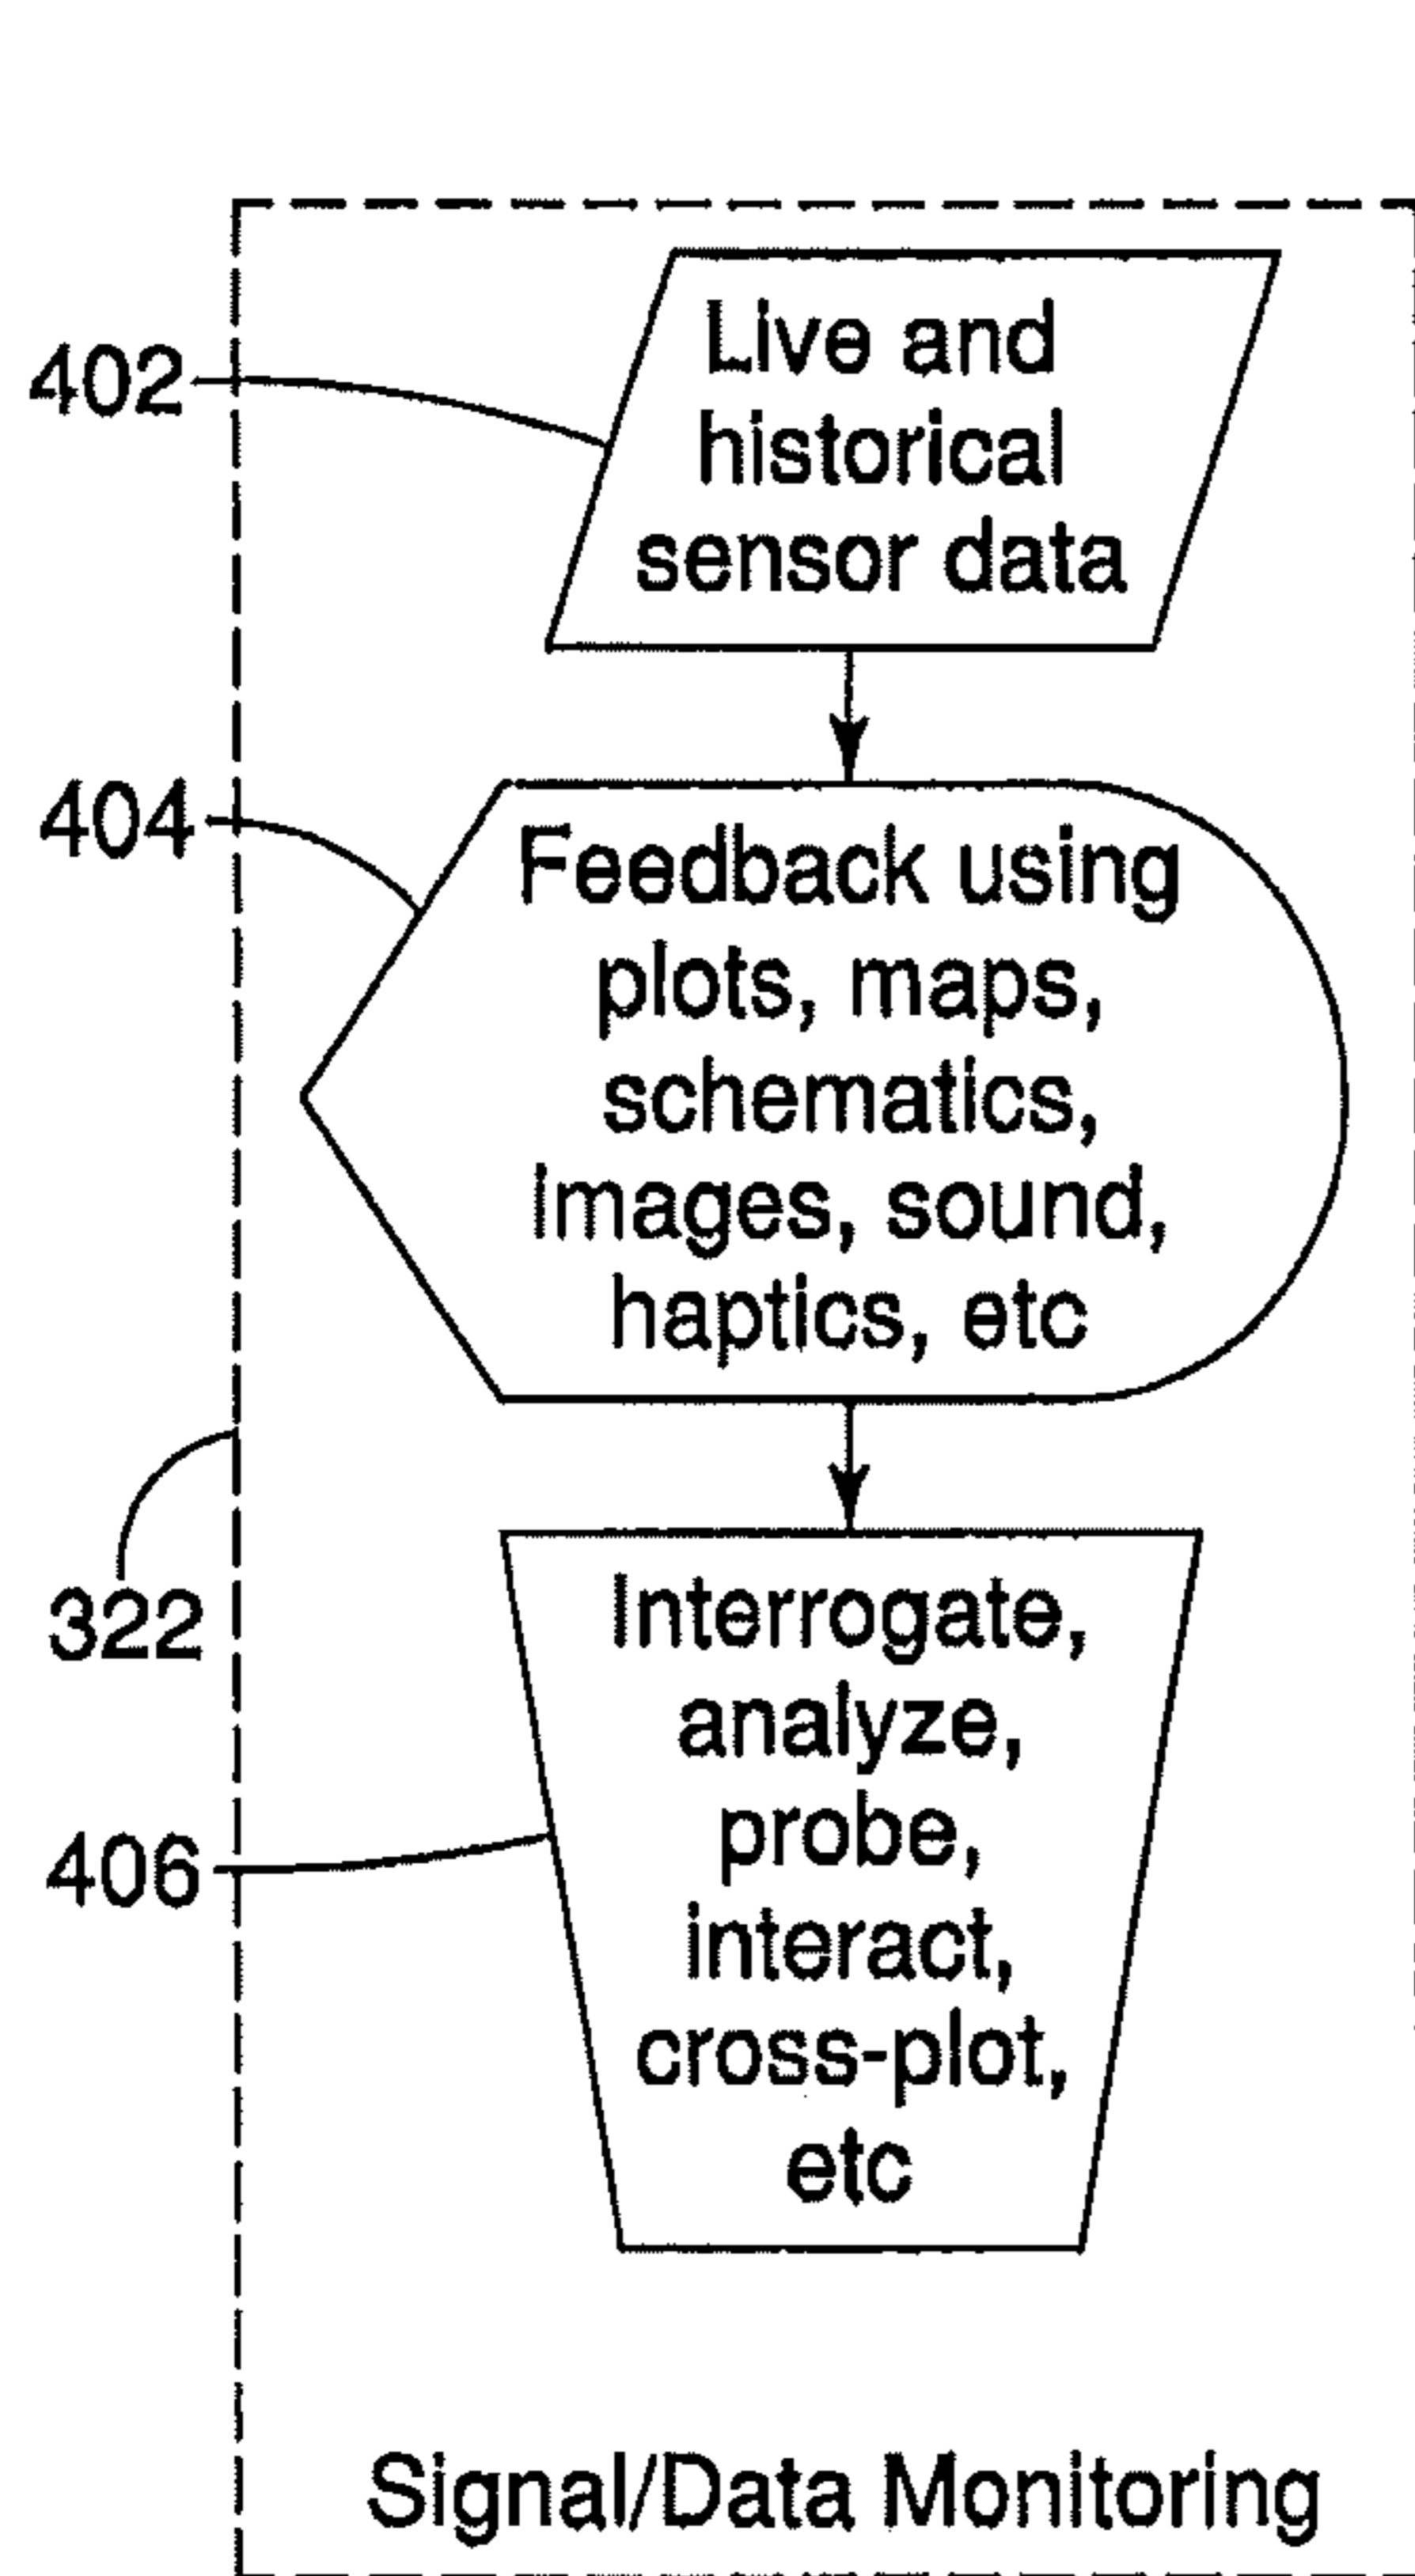 402
Live and
historical
sensor data
404
Feedback using
plots, maps,
schematics,
images, sound,
haptics, etc
322
Interrogate,
analyze,
probe,
interact,
cross-plot,
etc
406
Signal/Data Monitoring